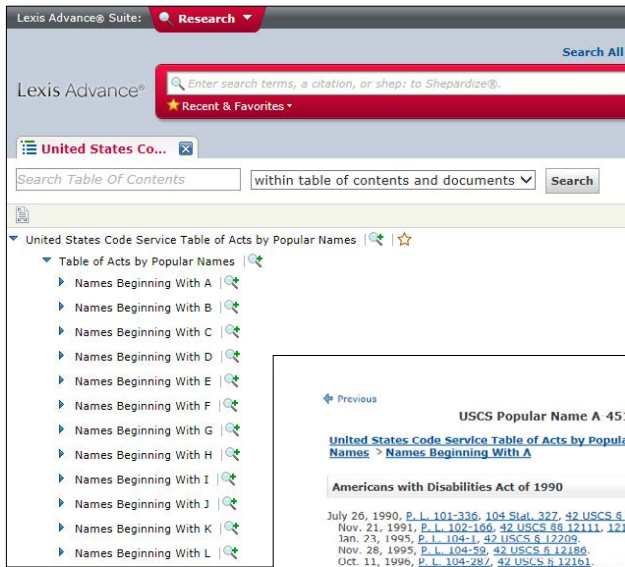 Lexis Advance® Suite: Research
Search All
Lexis Advance®
Enter search terms, a citation, or shep: to Shepardize®.
Recent & Favorites
United States Co...
Search Table Of Contents
within table of contents and documents
Search
United States Code Service Table of Acts by Popular Names
Table of Acts by Popular Names
Names Beginning With A
Names Beginning With B
Names Beginning With C
Names Beginning With D
Names Beginning With E
Names Beginning With F
Names Beginning With G
Names Beginning With H
Names Beginning With I
Names Beginning With J
Names Beginning With K
Names Beginning With L
Previous
USCS Popular Name A 451
United States Code Service Table of Acts by Popula
Names > Names Beginning With A
Americans with Disabilities Act of 1990
July 26, 1990, P. L. 101-336, 104 Stat. 327, 42 USCS §
Nov. 21, 1991, P. L. 102-166, 42 USCS §§ 12111, 121
Jan. 23, 1995, P. L. 104-1, 42 USCS § 12209.
Nov. 28, 1995, P. L. 104-59, 42 USCS § 12186.
Oct. 11, 1996, P. L. 104-287, 42 USCS § 12161.